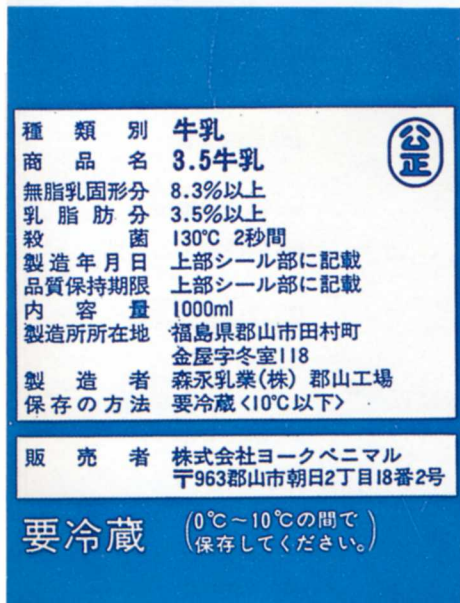 種類別 牛乳
公正
商品名 3.5牛乳
無脂乳固形分 8.3%以上
乳脂肪分 3.5%以上
殺菌 130℃ 2秒間
製造年月日 上部シール部に記載
品質保持期限 上部シール部に記載
内容量 1000ml
製造所所在地 福島県郡山市田村町
金屋字冬室118
製造者 森永乳業(株) 郡山工場
保存の方法 要冷蔵<10℃以下>
販売者 株式会社ヨークベニマル
〒963郡山市朝日2丁目18番2号
要冷蔵 (0℃~10℃の間で
保存してください。)